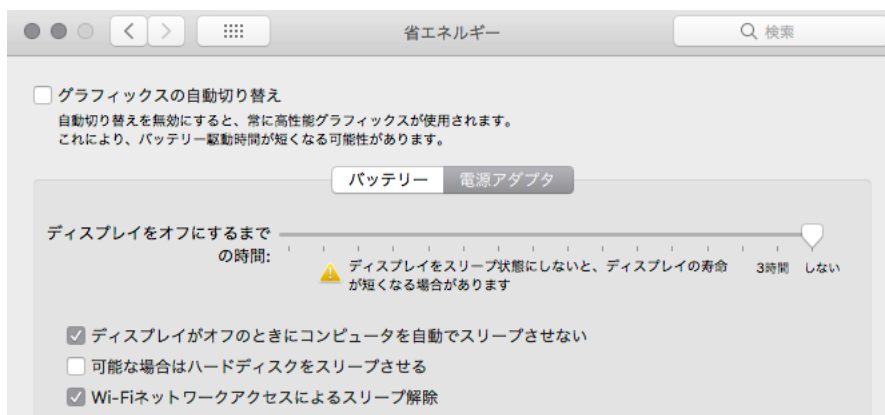 省エネルギー
検索
グラフィックスの自動切り替え
自動切り替えを無効にすると、常に高性能グラフィックスが使用されます。
これにより、バッテリー駆動時間が短くなる可能性があります。
バッテリー
電源アダプタ
ディスプレイをオフにするまで
の時間:
ディスプレイをスリープ状態にしないと、ディスプレイの寿命
が短くなる場合があります
3時間
しない
ディスプレイがオフのときにコンピュータを自動でスリープさせない
可能な場合はハードディスクをスリープさせる
Wi-Fiネットワークアクセスによるスリープ解除